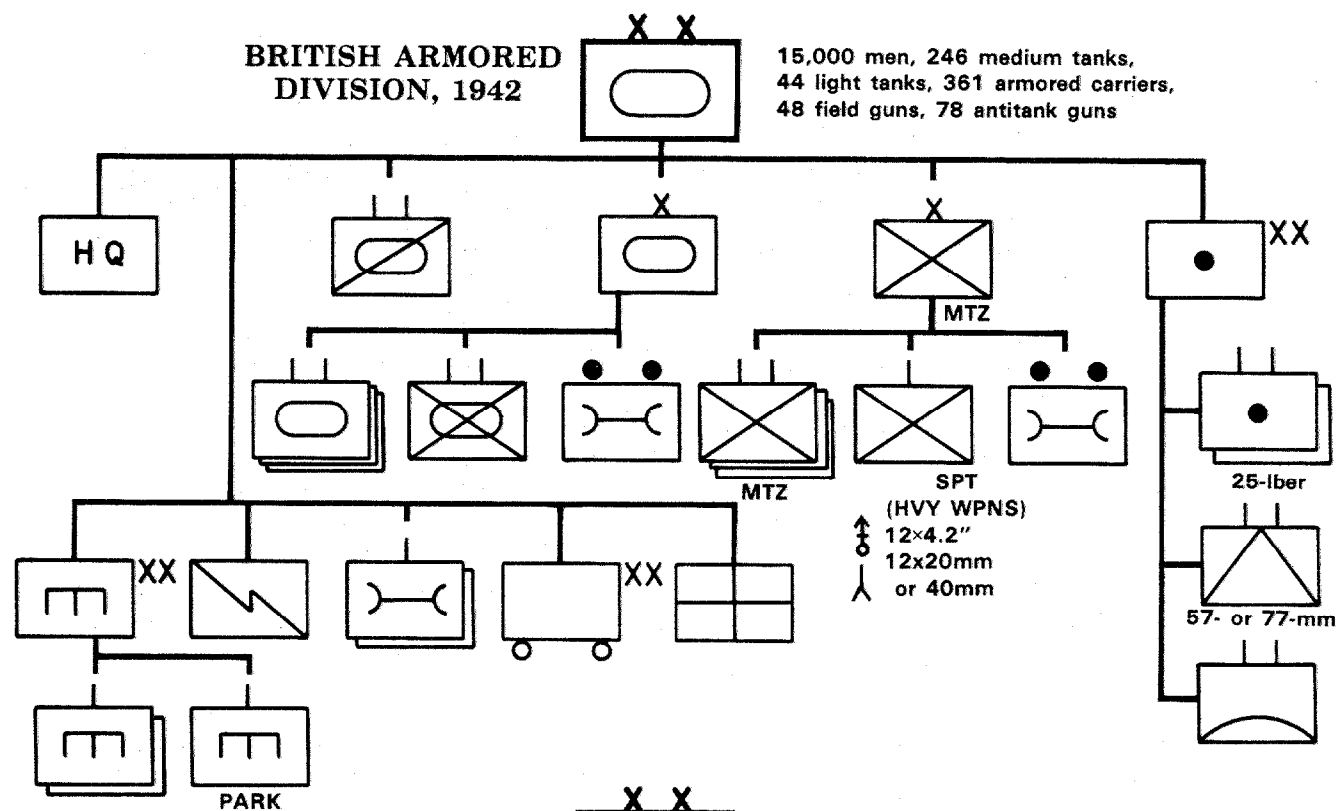 X X
BRITISH ARMORED
DIVISION, 1942
15,000 men, 246 medium tanks,
44 light tanks, 361 armored carriers,
48 field guns, 78 antitank guns
X
X
HQ
XX
MTZ
MTZ
SPT
(HVY WPNS)
12×4.2"
12x20mm
or 40mm
25-lber
XX
XX
57- or 77-mm
PARK
X X